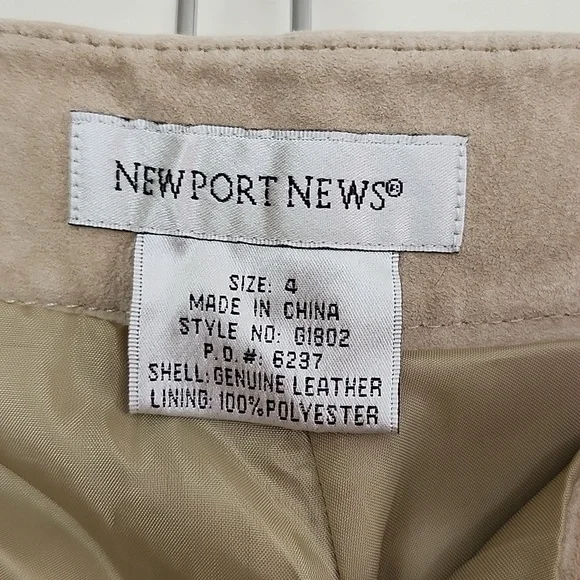 NEWPORT NEWS®
SIZE: 4
MADE IN CHINA
STYLE NO: G1802
P.O.#: 6237
SHELL: GENUINE LEATHER
LINING: 100% POLYESTER